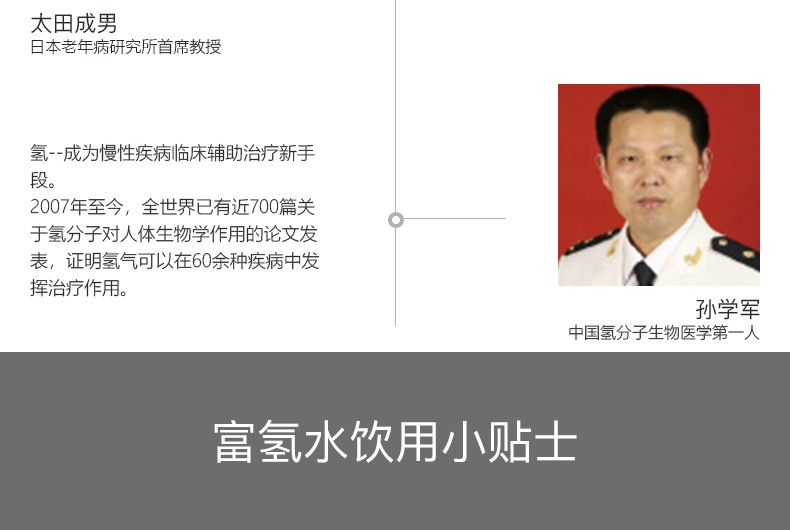 太田成男
日本老年病研究所首席教授
氢--成为慢性疾病临床辅助治疗新手
段。
2007年至今，全世界已有近700篇关
于氢分子对人体生物学作用的论文发
表，证明氢气可以在60余种疾病中发
挥治疗作用。
孙学军
中国氢分子生物医学第一人
富氢水饮用小贴士